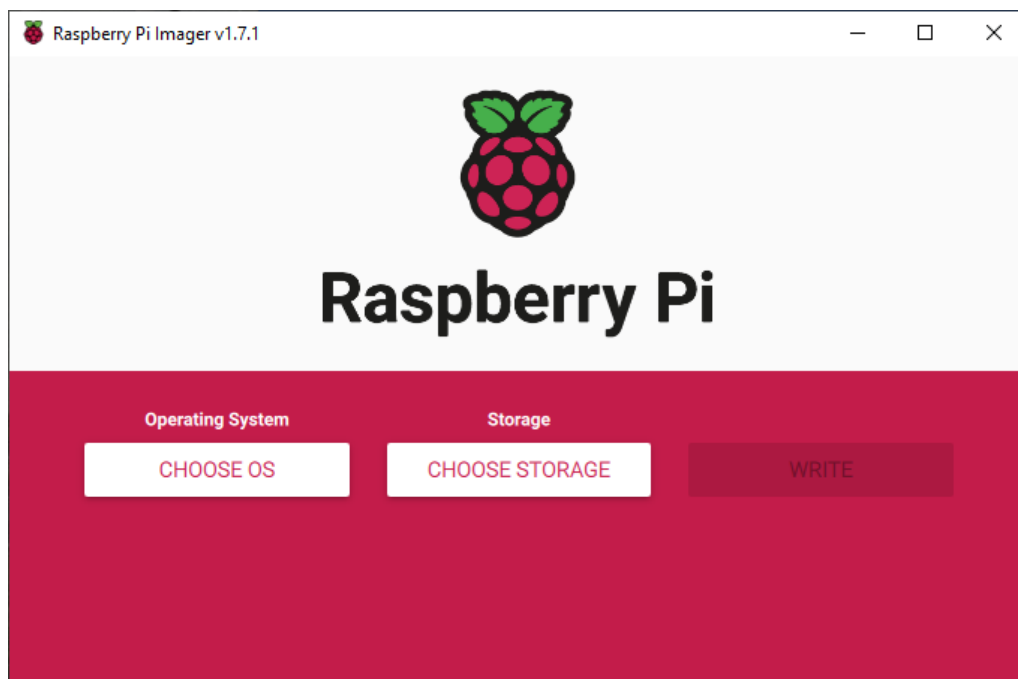 Raspberry Pi Imager v1.7.1
Raspberry Pi
Operating System
Storage
CHOOSE OS
CHOOSE STORAGE
WRITE